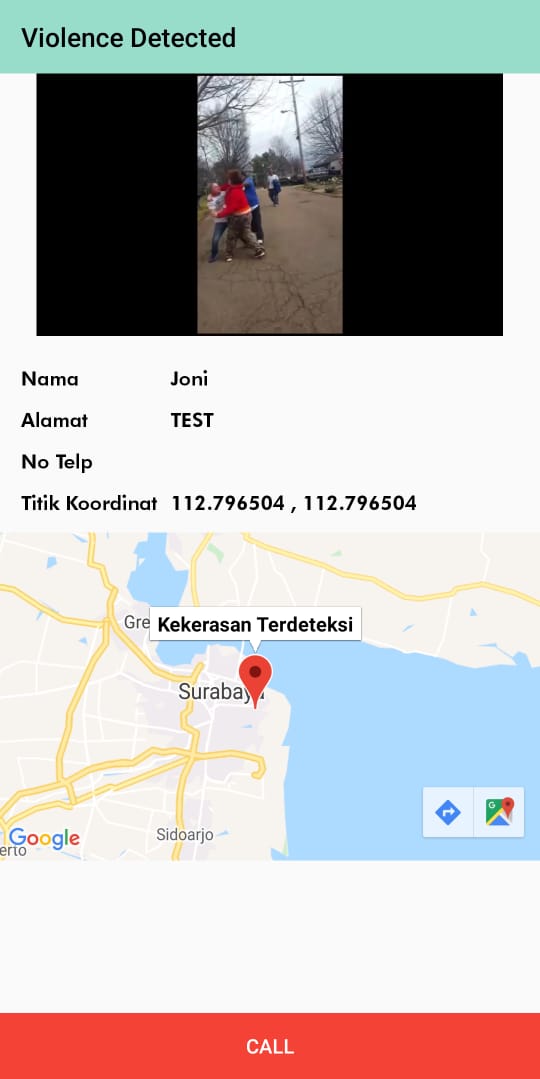 Violence Detected
Nama Joni
Alamat TEST
No Telp
Titik Koordinat 112.796504 , 112.796504
Gre
Kekerasan Terdeteksi
Surabaya
Sidoarjo
Google
erto
CALL